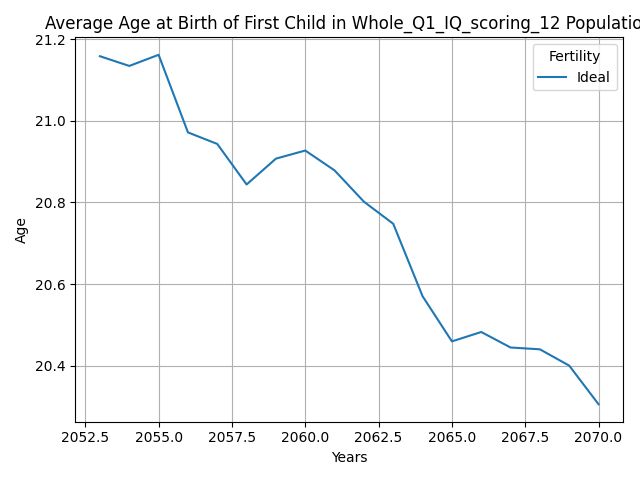 Average Age at Birth of First Child in Whole_Q1_IQ_scoring_12 Populatio
21.2
21.0
20.8
20.6
20.4
Age
Fertility
Ideal
2052.5 2055.0 2057.5 2060.0 2062.5 2065.0 2067.5 2070.0
Years